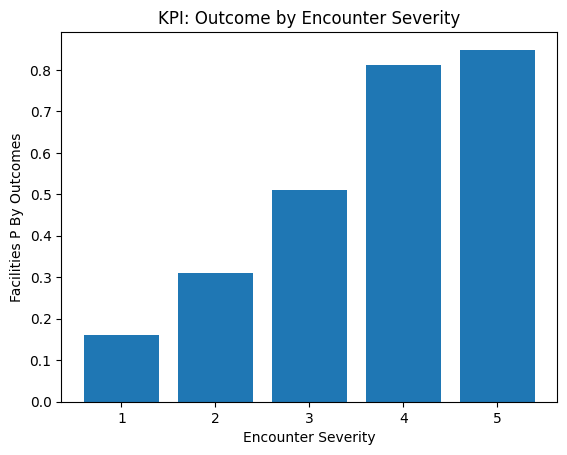 KPI: Outcome by Encounter Severity
Facilities P By Outcomes
0.8
0.7
0.6
0.5
0.4
0.3
0.2
0.1
0.0
1 2 3 4 5
Encounter Severity